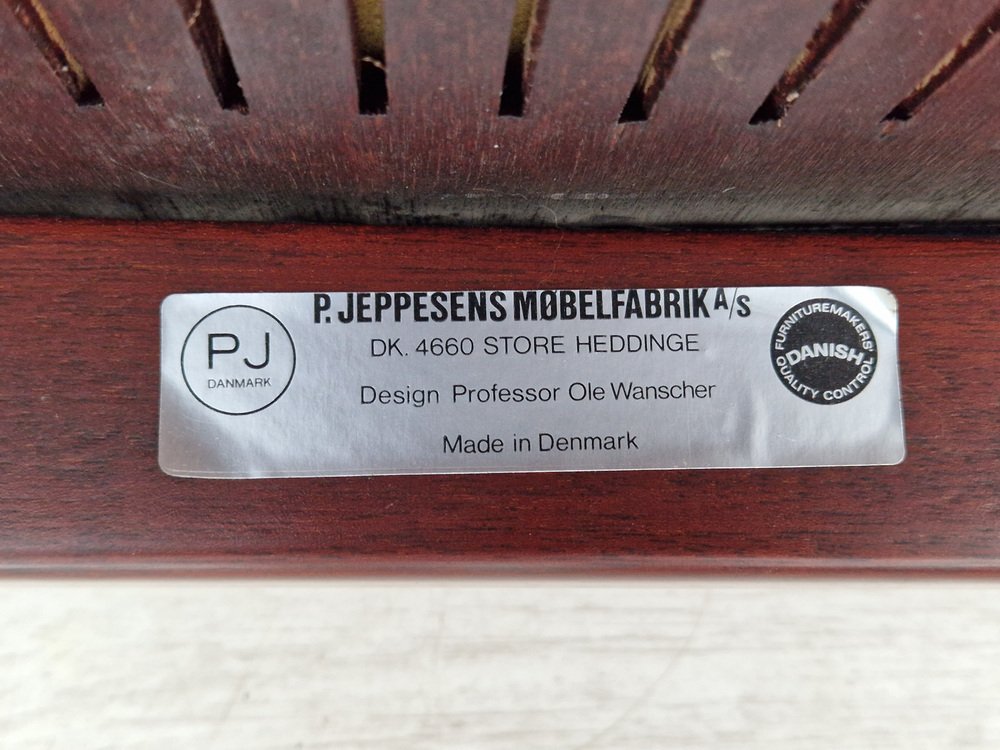 PJ
DANMARK
P. JEPPESENS MØBELFABRIK A/S
DK. 4660 STORE HEDDINGE
Design Professor Ole Wanscher
Made in Denmark
FURNITUREMAKERS'
DANISH
QUALITY CONTROL